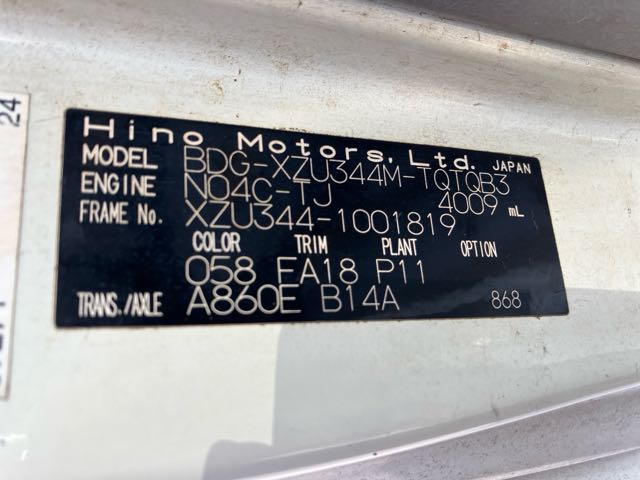 Hino Motors, Ltd. JAPAN
MODEL BDG-XZU344M-TQTQB3
ENGINE N04C-TJ 4009 mL
FRAME No. XZU344-1001819
COLOR TRIM PLANT OPTION
058 FA18 P11
TRANS./AXLE A860E B14A 868
24